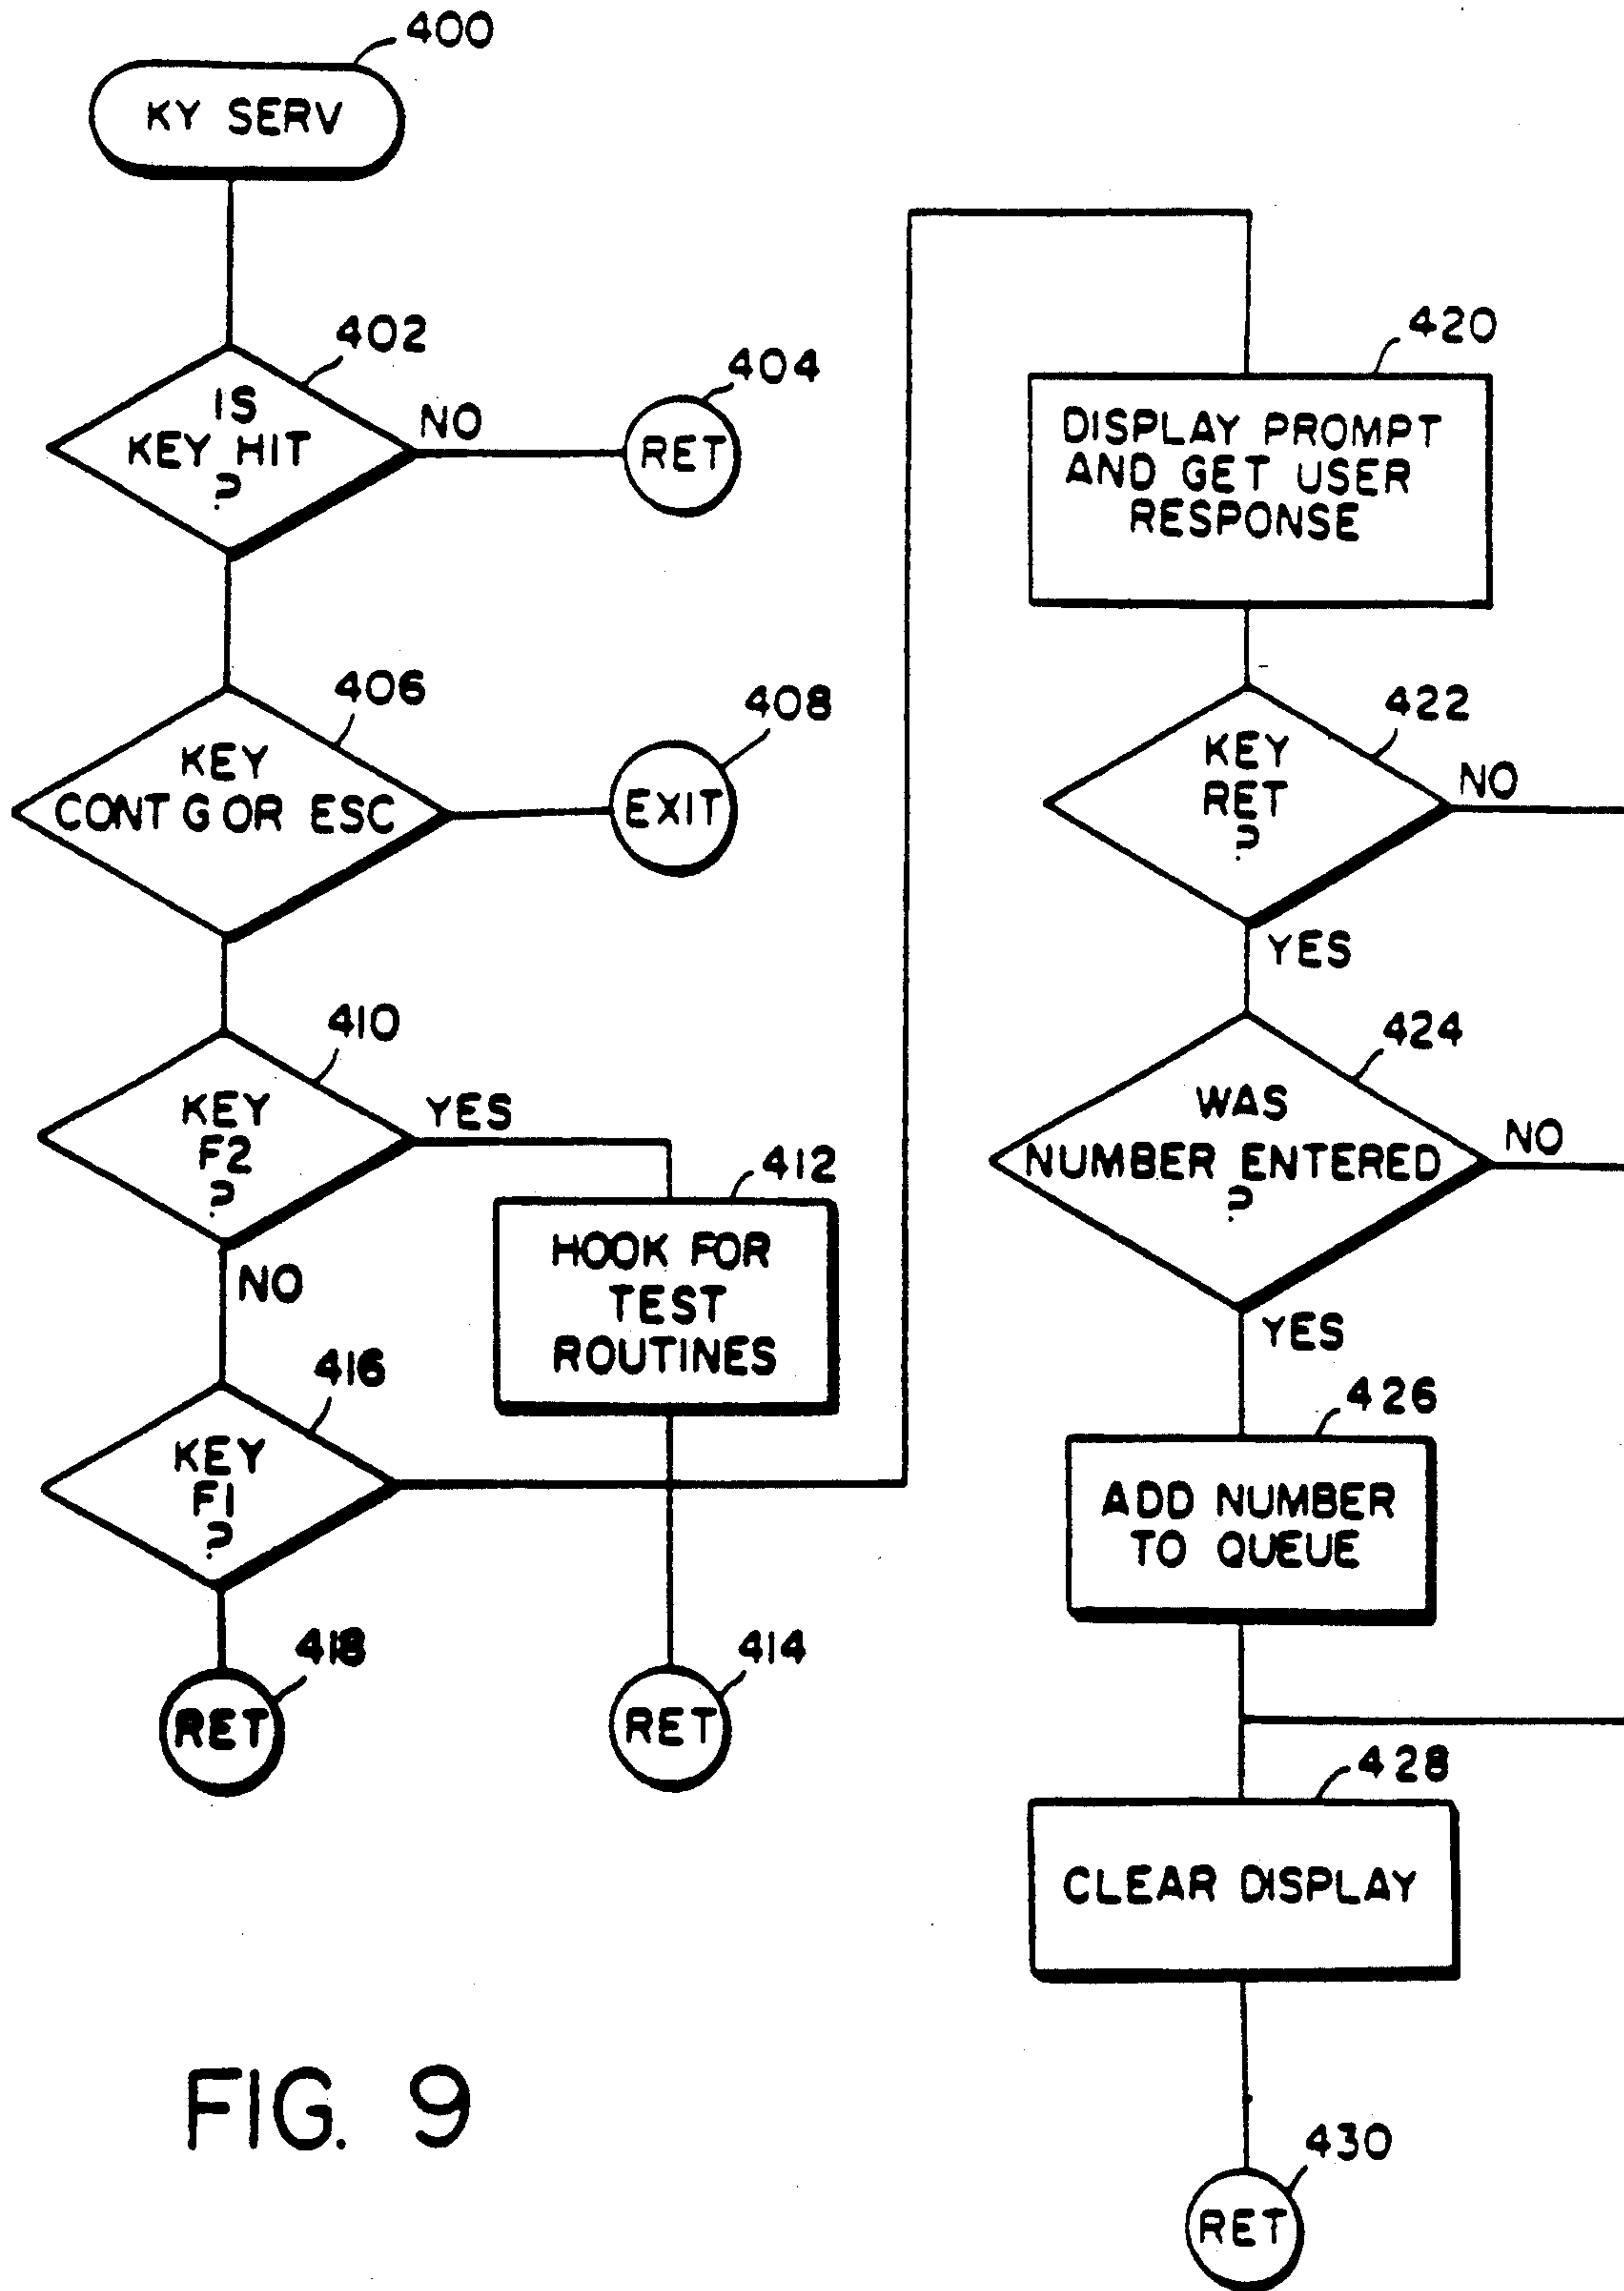 400
KY SERV
402
IS
KEY HIT
?
NO
404
RET
406
KEY
CONT G OR ESC
408
EXIT
410
KEY
F2
?
YES
NO
412
HOOK FOR
TEST
ROUTINES
414
RET
416
KEY
F1
?
418
RET
420
DISPLAY PROMPT
AND GET USER
RESPONSE
422
KEY
RET
?
NO
YES
424
WAS
NUMBER ENTERED
?
NO
YES
426
ADD NUMBER
TO QUEUE
428
CLEAR DISPLAY
430
RET
FIG. 9